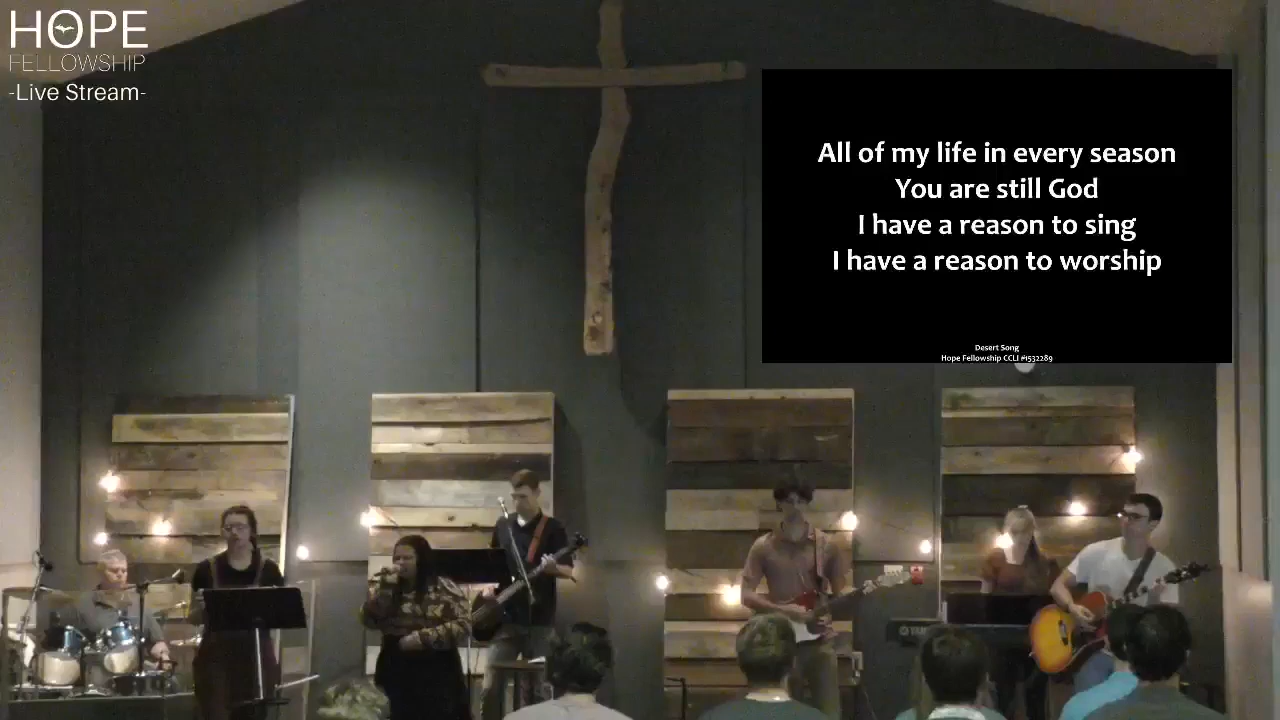 HOPE
FELLOWSHIP
-Live Stream-
All of my life in every season
You are still God
I have a reason to sing
I have a reason to worship
Desert Song
Hope Fellowship CCLI #1532289